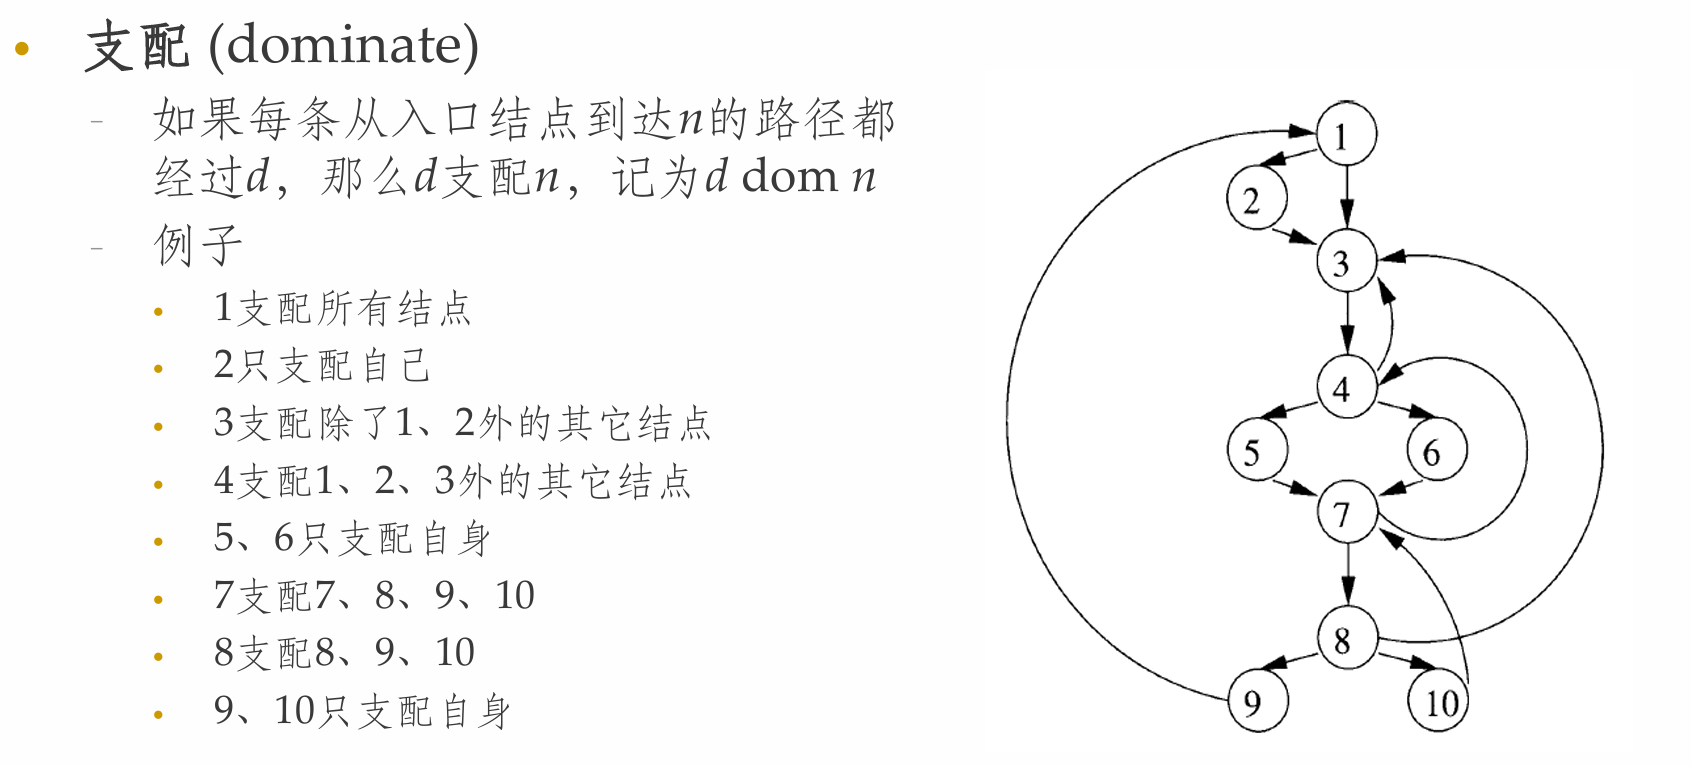 • 支配 (dominate)
– 如果每条从入口结点到达n的路径都
经过d，那么d支配n，记为d dom n
– 例子
• 1支配所有结点
• 2只支配自己
• 3支配除了1、2外的其它结点
• 4支配1、2、3外的其它结点
• 5、6只支配自身
• 7支配7、8、9、10
• 8支配8、9、10
• 9、10只支配自身
1
2
3
4
5
6
7
8
9
10